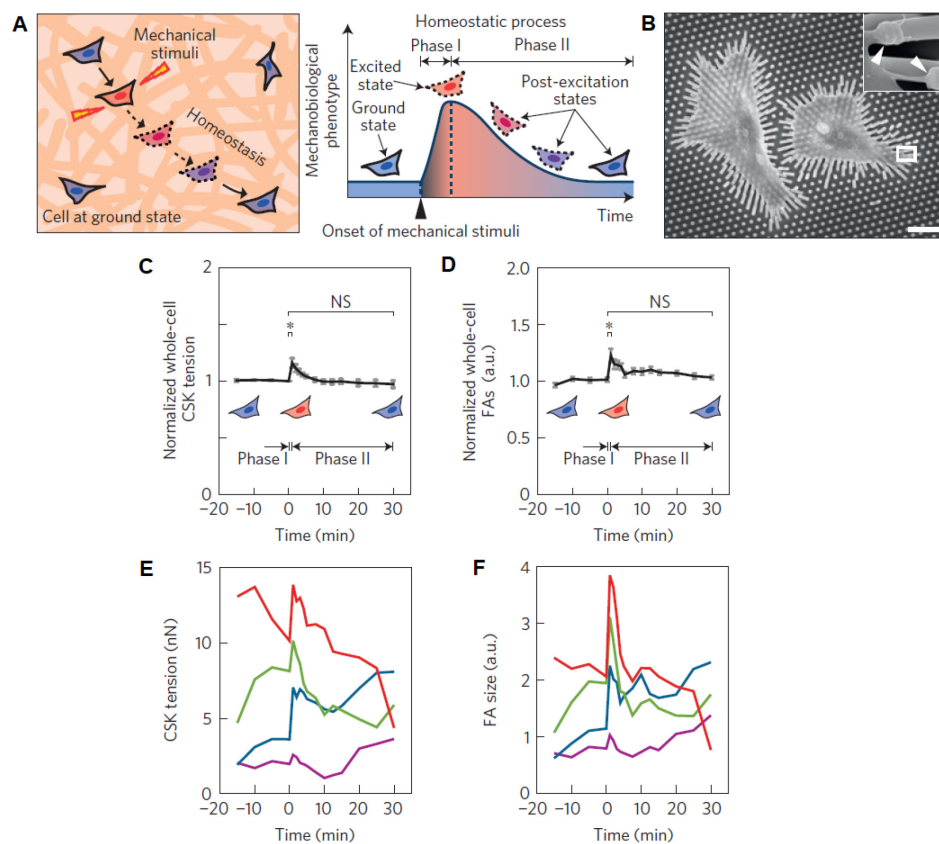 A
Mechanical
stimuli
Homeostasis
Cell at ground state
Mechanobiological
phenotype
Homeostatic process
Phase I
Phase II
Excited
state
Ground
state
Post-excitation
states
Time
Onset of mechanical stimuli
B
C
Normalized whole-cell
CSK tension
2
1
0
NS
*
Phase I
Phase II
−20 −10 0 10 20 30
Time (min)
D
Normalized whole-cell
FAs (a.u.)
2.0
1.5
1.0
0.5
0
NS
*
Phase I
Phase II
−20 −10 0 10 20 30
Time (min)
E
CSK tension (nN)
15
10
5
0
−20 −10 0 10 20 30
Time (min)
F
FA size (a.u.)
4
3
2
1
0
−20 −10 0 10 20 30
Time (min)